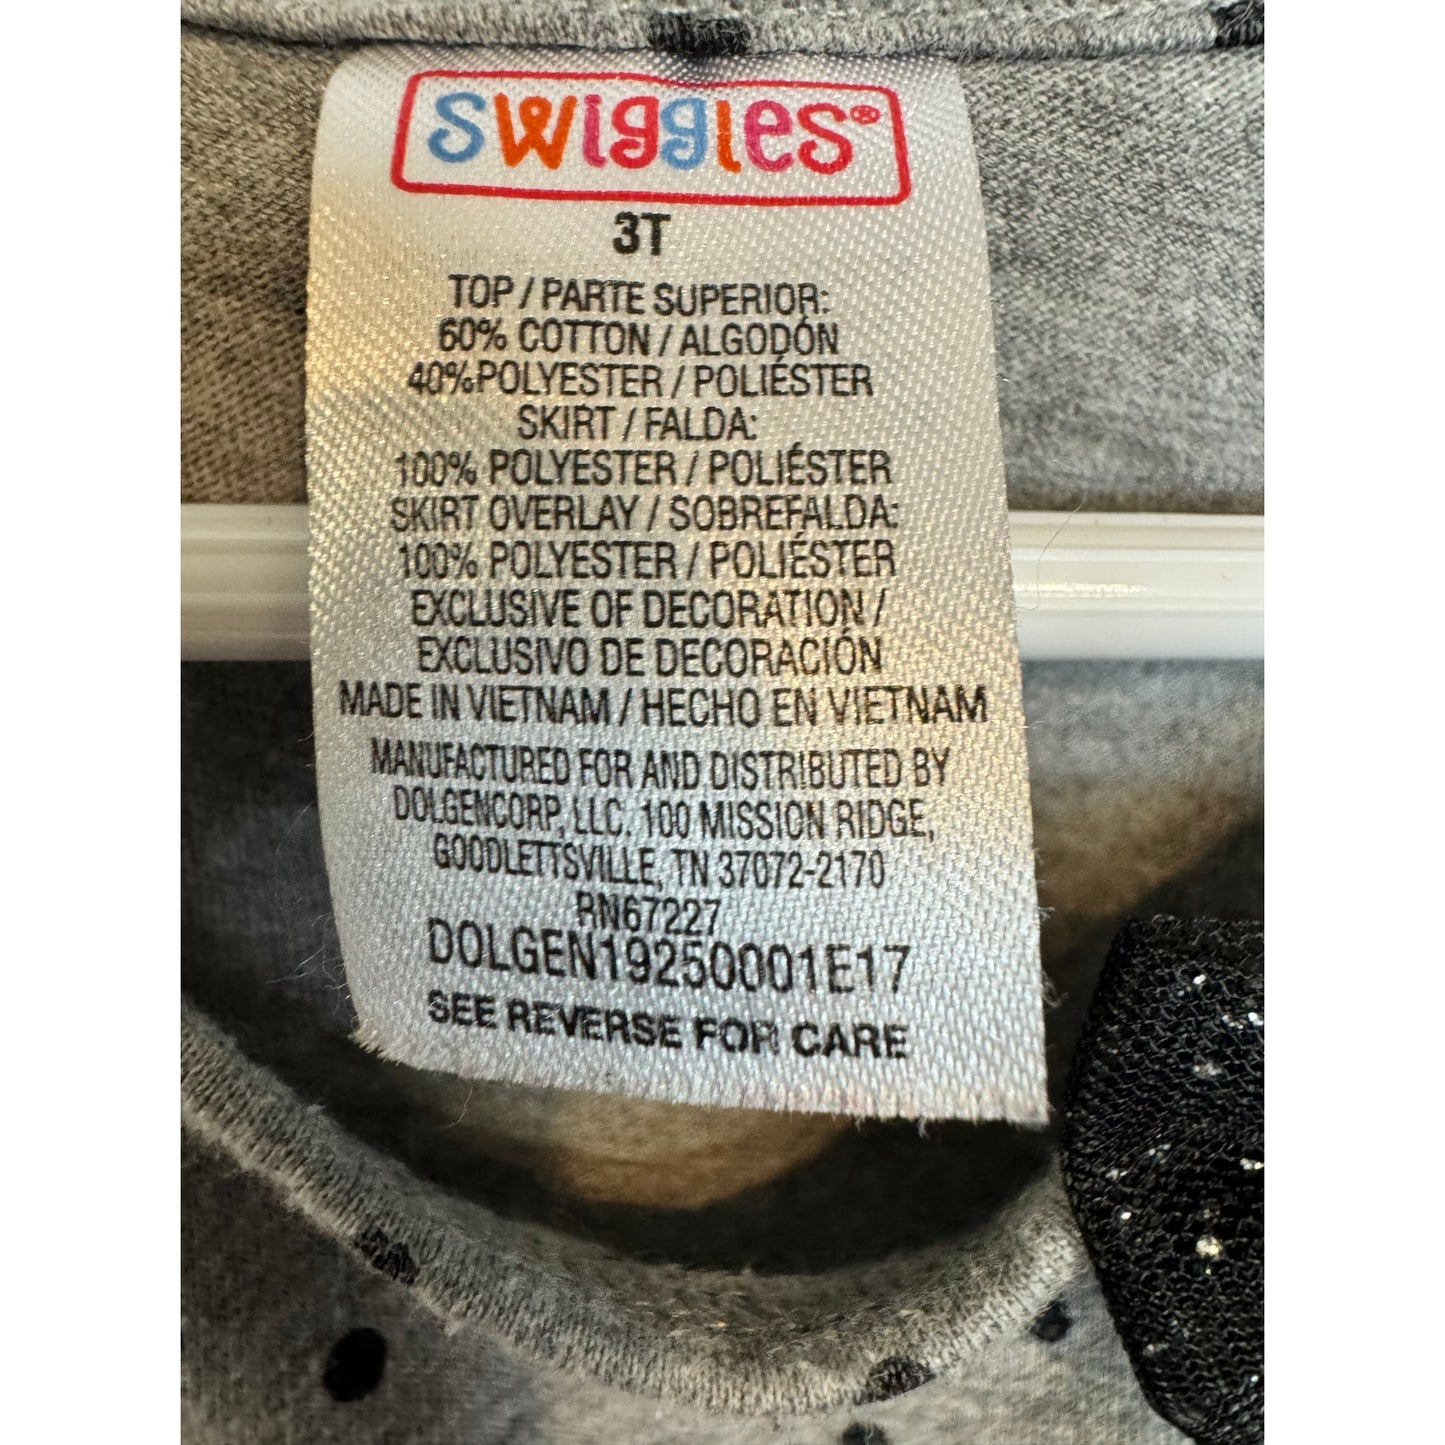 SWiggles®
3T
TOP / PARTE SUPERIOR:
60% COTTON / ALGODÓN
40%POLYESTER / POLIÉSTER
SKIRT / FALDA:
100% POLYESTER / POLIÉSTER
SKIRT OVERLAY / SOBREFALDA:
100% POLYESTER / POLIÉSTER
EXCLUSIVE OF DECORATION /
EXCLUSIVO DE DECORACIÓN
MADE IN VIETNAM / HECHO EN VIETNAM
MANUFACTURED FOR AND DISTRIBUTED BY
DOLGENCORP, LLC. 100 MISSION RIDGE,
GOODLETTSVILLE, TN 37072-2170
RN67227
DOLGEN19250001E17
SEE REVERSE FOR CARE